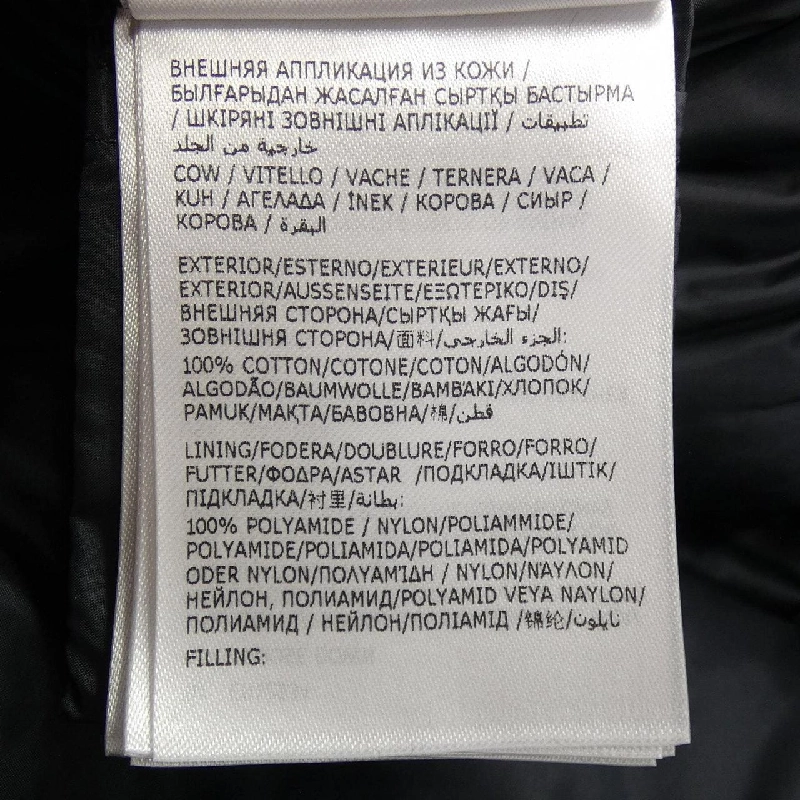 ВНЕШНЯЯ АППЛИКАЦИЯ ИЗ КОЖИ /
БЫЛҒАРЫДАН ЖАСАЛҒАН СЫРТҚЫ БАСТЫРМА
/ ШКІРЯНІ ЗОВНІШНІ АПЛІКАЦІЇ / تطبيقات
خارجية من الجلد
COW / VITELLO / VACHE / TERNERA / VACA /
KUH / ΑΓΕΛΑΔΑ / İNEK / КОРОВА / СИЫР /
КОРОВА / البقرة
EXTERIOR/ESTERNO/EXTERIEUR/EXTERNO/
EXTERIOR/AUSSENSEITE/ΕΞΩΤΕΡΙΚΟ/DIŞ/
ВНЕШНЯЯ СТОРОНА/СЫРТҚЫ ЖАҒЫ/
ЗОВНІШНЯ СТОРОНА/面料/الجزء الخارجي:
100% COTTON/COTONE/COTON/ALGODÓN/
ALGODÃO/BAUMWOLLE/ΒΑΜΒΆΚΙ/ХЛОПОК/
PAMUK/МАҚТА/БАВОВНА/棉/قطن
LINING/FODERA/DOUBLURE/FORRO/FORRO/
FUTTER/ΦΟΔΡΑ/ASTAR /ПОДКЛАДКА/ІШТІК/
ПІДКЛАДКА/衬里/بطانة:
100% POLYAMIDE / NYLON/POLIAMMIDE/
POLYAMIDE/POLIAMIDA/POLIAMIDA/POLYAMID
ODER NYLON/ΠΟΛΥΑΜΊΔΗ / NYLON/ΝΆΥΛΟΝ/
НЕЙЛОН, ПОЛИАМИД/POLYAMID VEYA NAYLON/
ПОЛИАМИД / НЕЙЛОН/ПОЛІАМІД /锦纶/نايلون
FILLING: